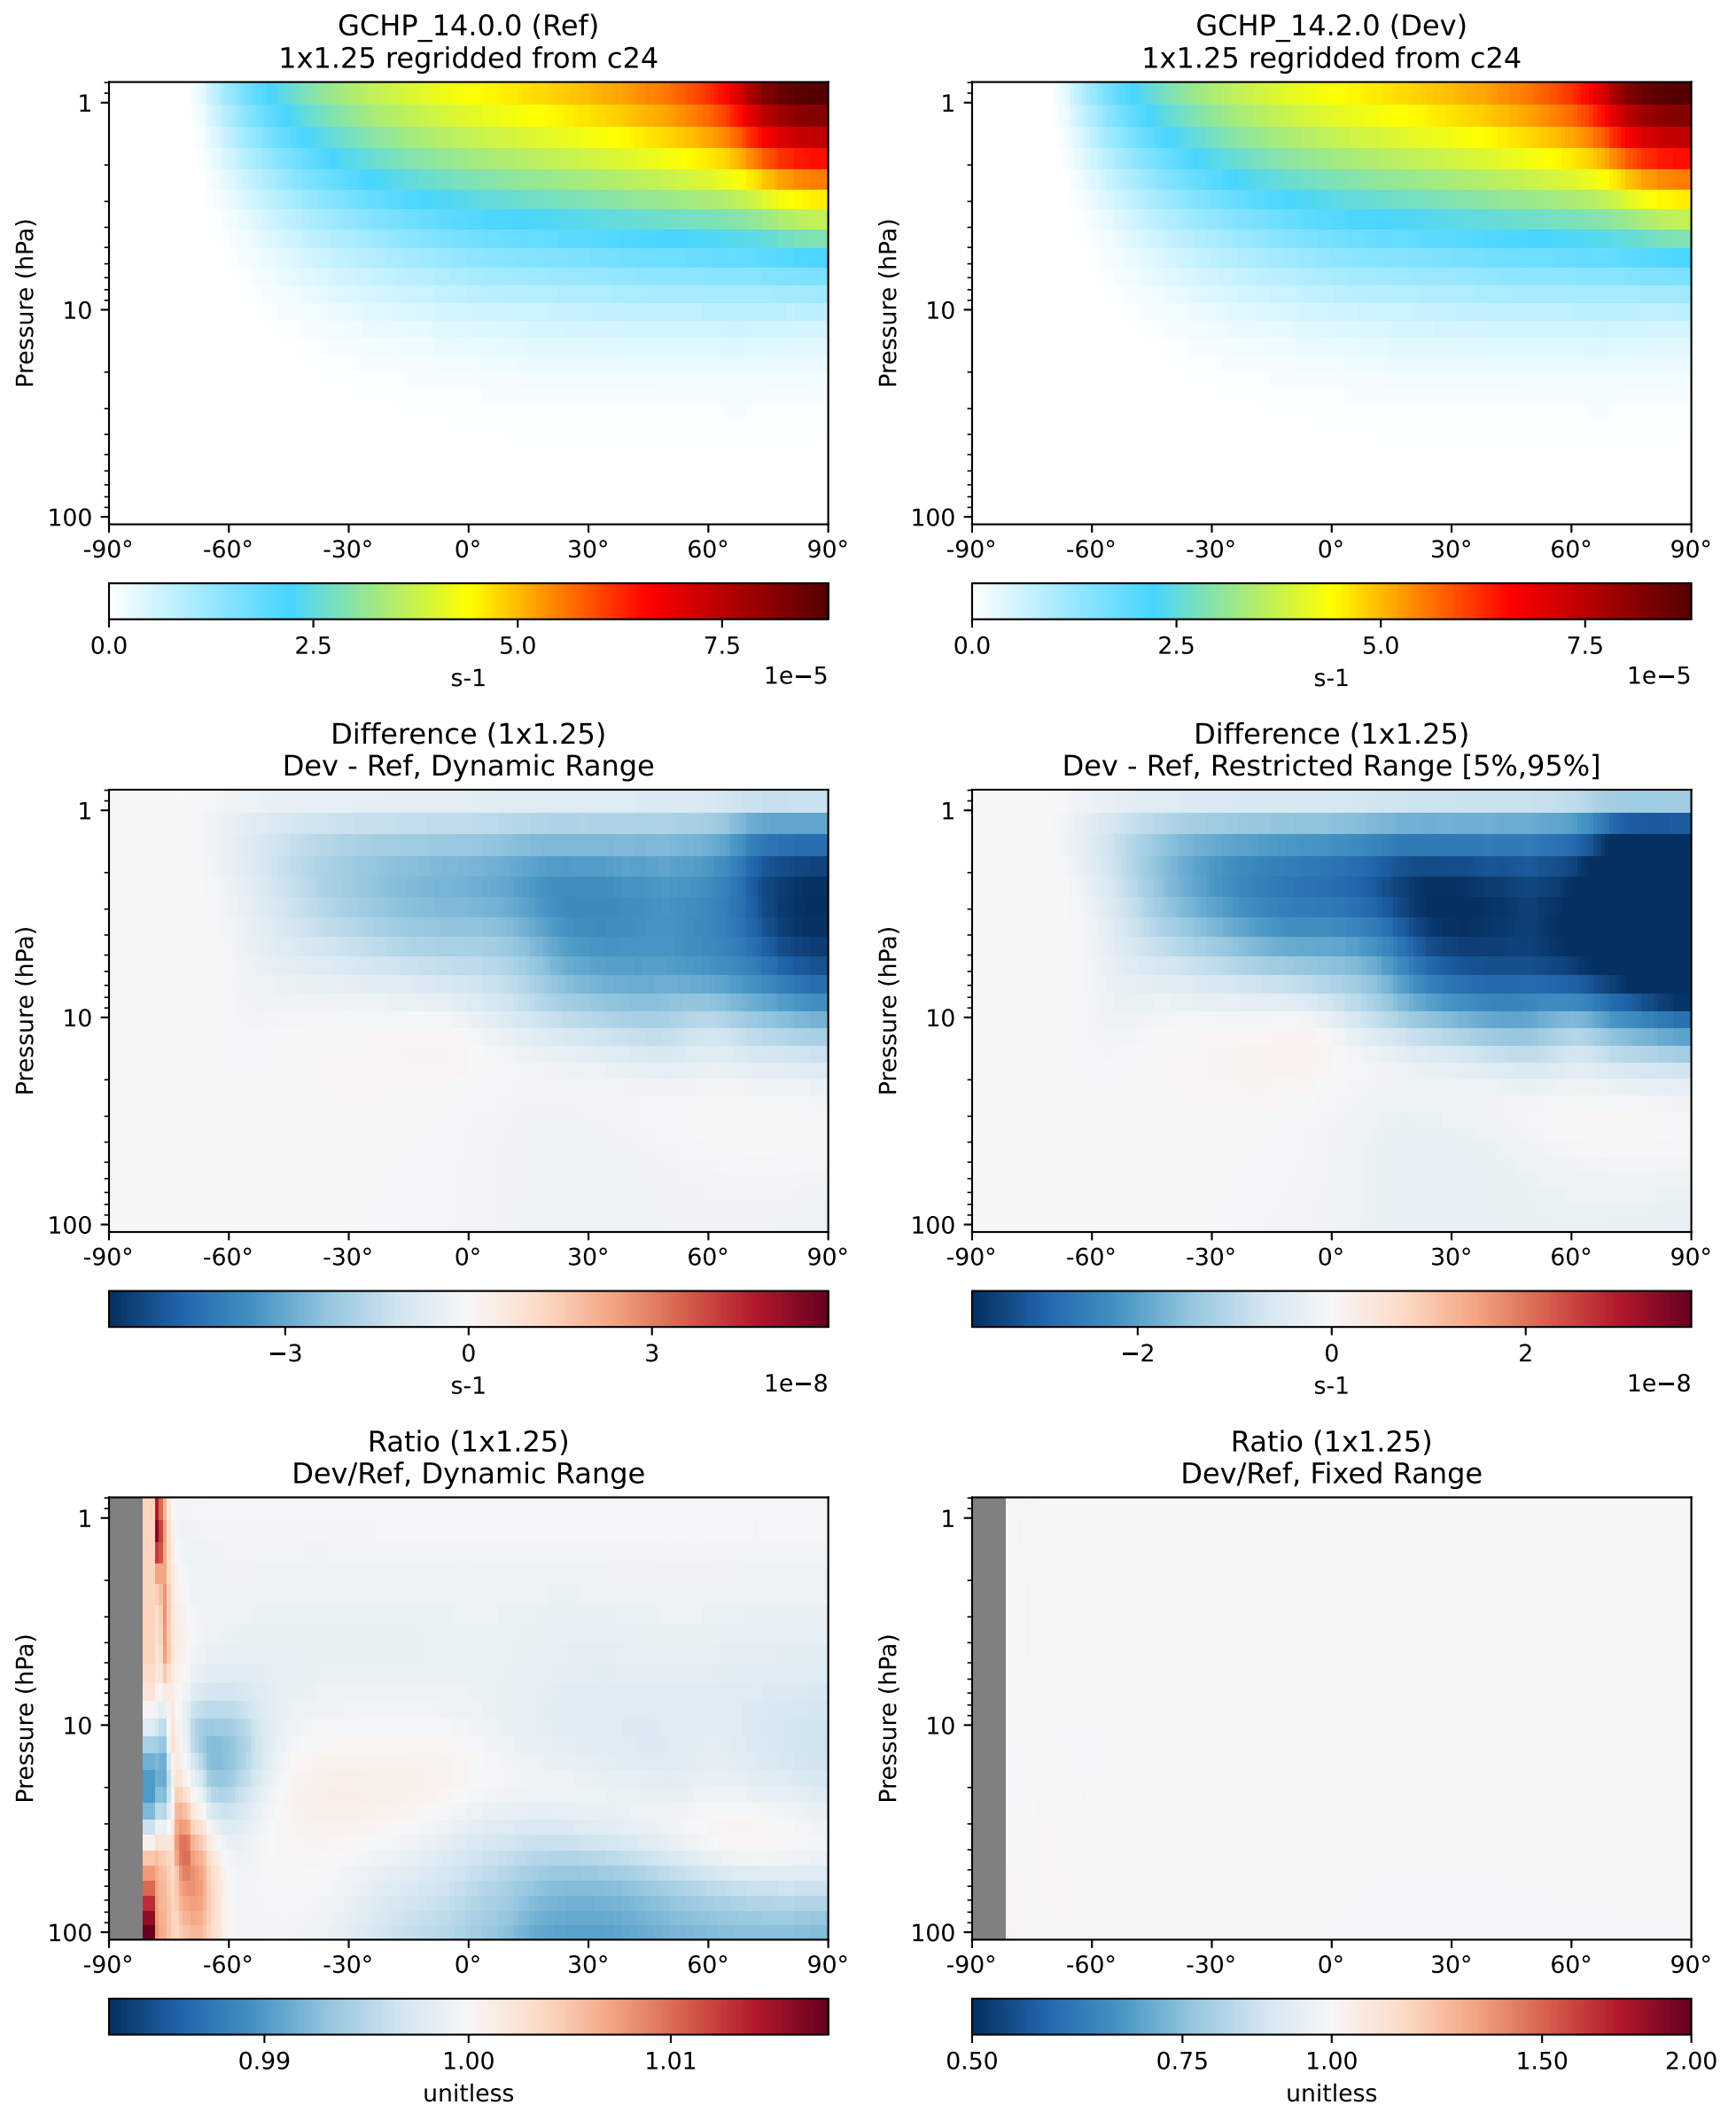 GCHP_14.0.0 (Ref)
1x1.25 regridded from c24
Pressure (hPa)
1
10
100
-90° -60° -30° 0° 30° 60° 90°
0.0 2.5 5.0 7.5
s-1
1e−5
GCHP_14.2.0 (Dev)
1x1.25 regridded from c24
Pressure (hPa)
1
10
100
-90° -60° -30° 0° 30° 60° 90°
0.0 2.5 5.0 7.5
s-1
1e−5
Difference (1x1.25)
Dev - Ref, Dynamic Range
Pressure (hPa)
1
10
100
-90° -60° -30° 0° 30° 60° 90°
−3 0 3
s-1
1e−8
Difference (1x1.25)
Dev - Ref, Restricted Range [5%,95%]
Pressure (hPa)
1
10
100
-90° -60° -30° 0° 30° 60° 90°
−2 0 2
s-1
1e−8
Ratio (1x1.25)
Dev/Ref, Dynamic Range
Pressure (hPa)
1
10
100
-90° -60° -30° 0° 30° 60° 90°
0.99 1.00 1.01
unitless
Ratio (1x1.25)
Dev/Ref, Fixed Range
Pressure (hPa)
1
10
100
-90° -60° -30° 0° 30° 60° 90°
0.50 0.75 1.00 1.50 2.00
unitless